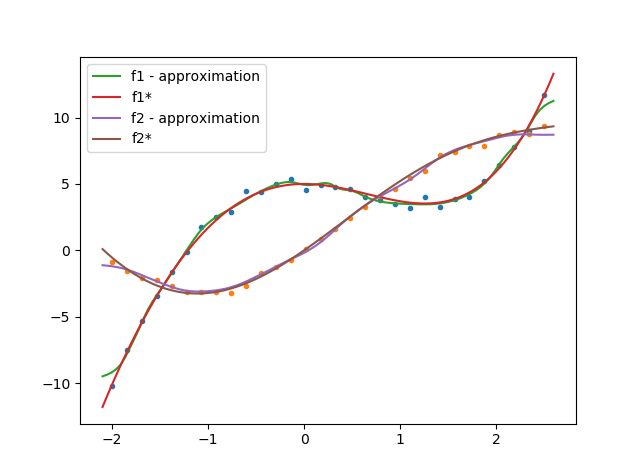 f1 - approximation
f1*
f2 - approximation
f2*
10
5
0
−5
−10
−2
−1
0
1
2